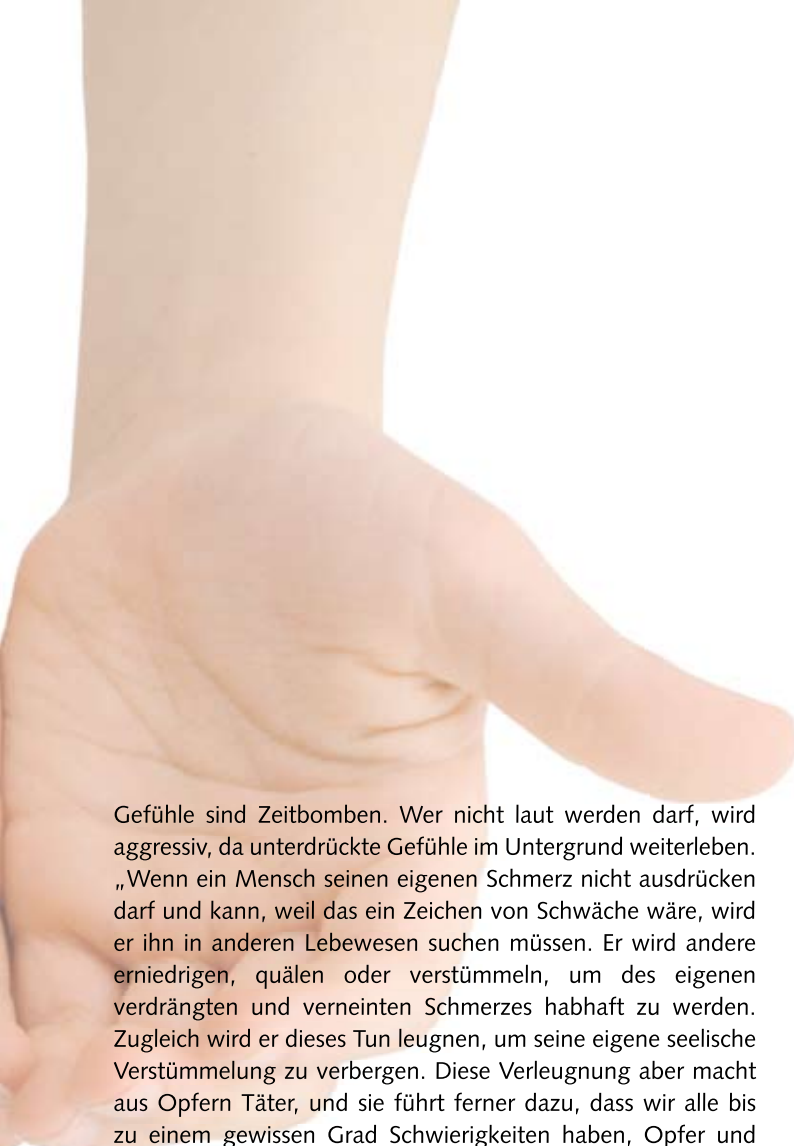 Gefühle sind Zeitbomben. Wer nicht laut werden darf, wird
aggressiv, da unterdrückte Gefühle im Untergrund weiterleben.
„Wenn ein Mensch seinen eigenen Schmerz nicht ausdrücken
darf und kann, weil das ein Zeichen von Schwäche wäre, wird
er ihn in anderen Lebewesen suchen müssen. Er wird andere
erniedrigen, quälen oder verstümmeln, um des eigenen
verdrängten und verneinten Schmerzes habhaft zu werden.
Zugleich wird er dieses Tun leugnen, um seine eigene seelische
Verstümmelung zu verbergen. Diese Verleugnung aber macht
aus Opfern Täter, und sie führt ferner dazu, dass wir alle bis
zu einem gewissen Grad Schwierigkeiten haben, Opfer und